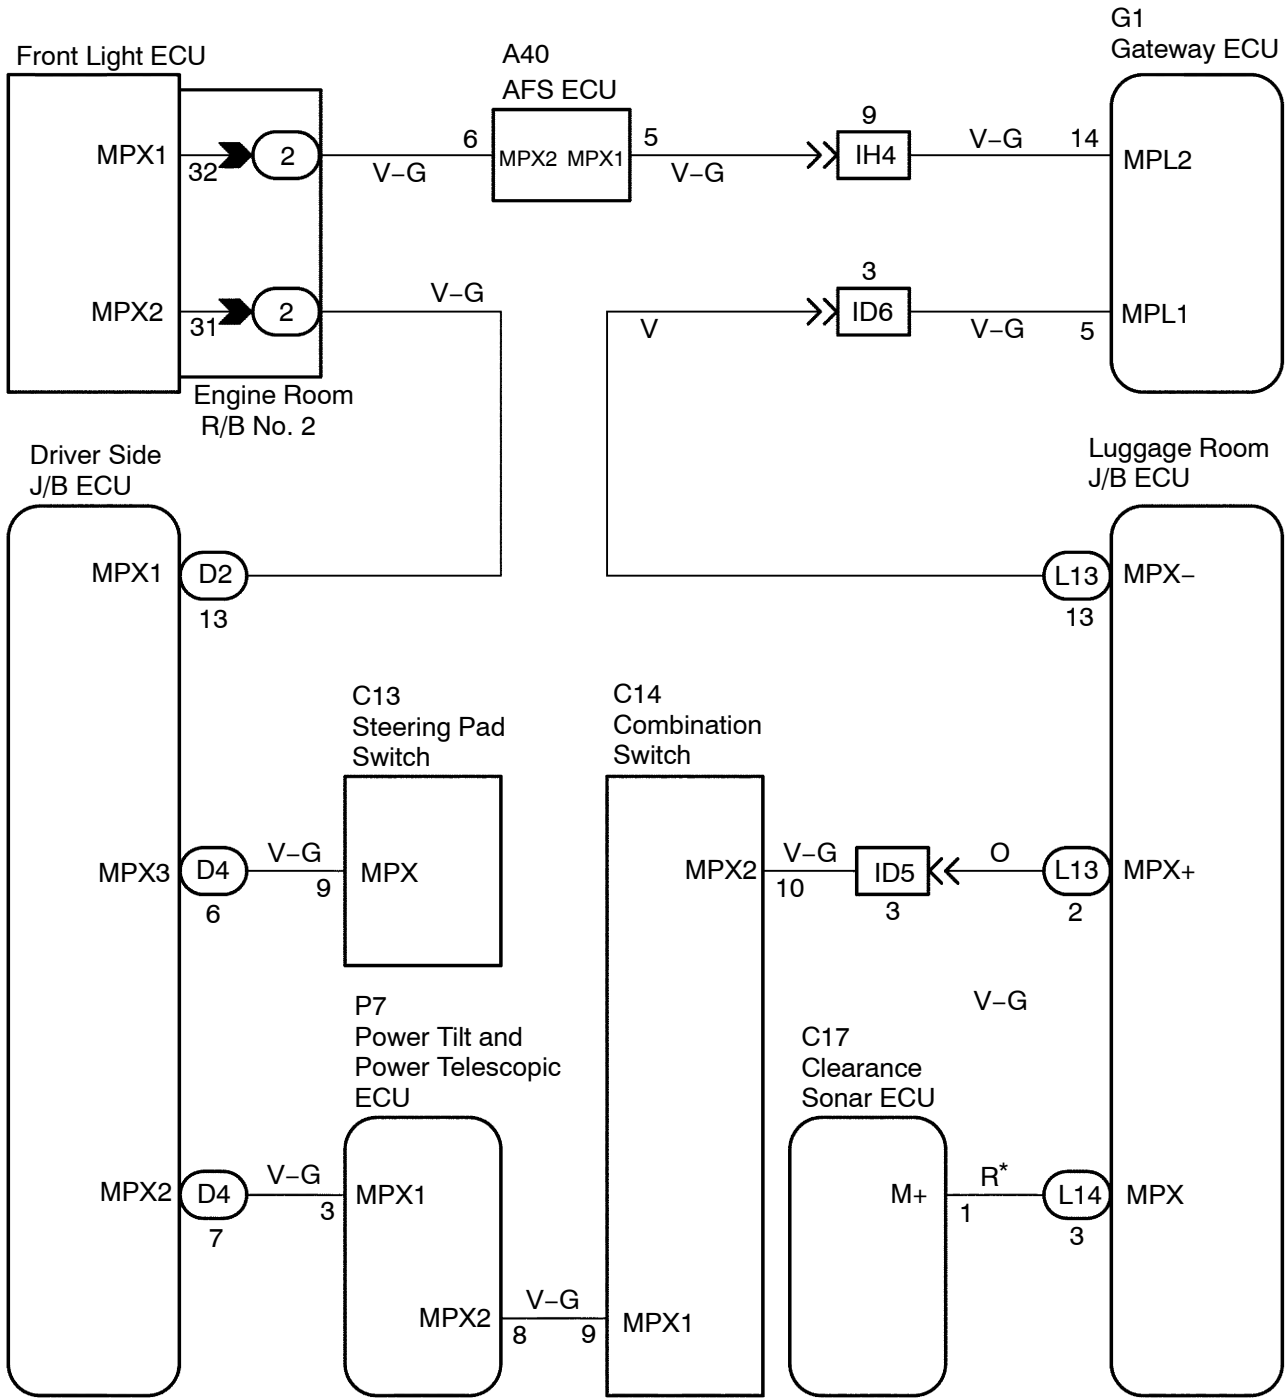 G1
Gateway ECU
Front Light ECU
A40
AFS ECU
MPX1
32
2
V–G
6
MPX2 MPX1
5
V–G
9
IH4
V–G
14
MPL2
MPX2
31
2
V–G
V
3
ID6
V–G
5
MPL1
Engine Room
R/B No. 2
Driver Side
J/B ECU
Luggage Room
J/B ECU
MPX1
D2
13
L13
13
MPX–
C13
Steering Pad
Switch
C14
Combination
Switch
MPX3
D4
6
V–G
9
MPX
MPX2
V–G
10
ID5
3
O
L13
2
MPX+
V–G
P7
Power Tilt and
Power Telescopic
ECU
C17
Clearance
Sonar ECU
MPX2
D4
7
V–G
3
MPX1
M+
R*
1
L14
3
MPX
MPX2
V–G
8
9
MPX1